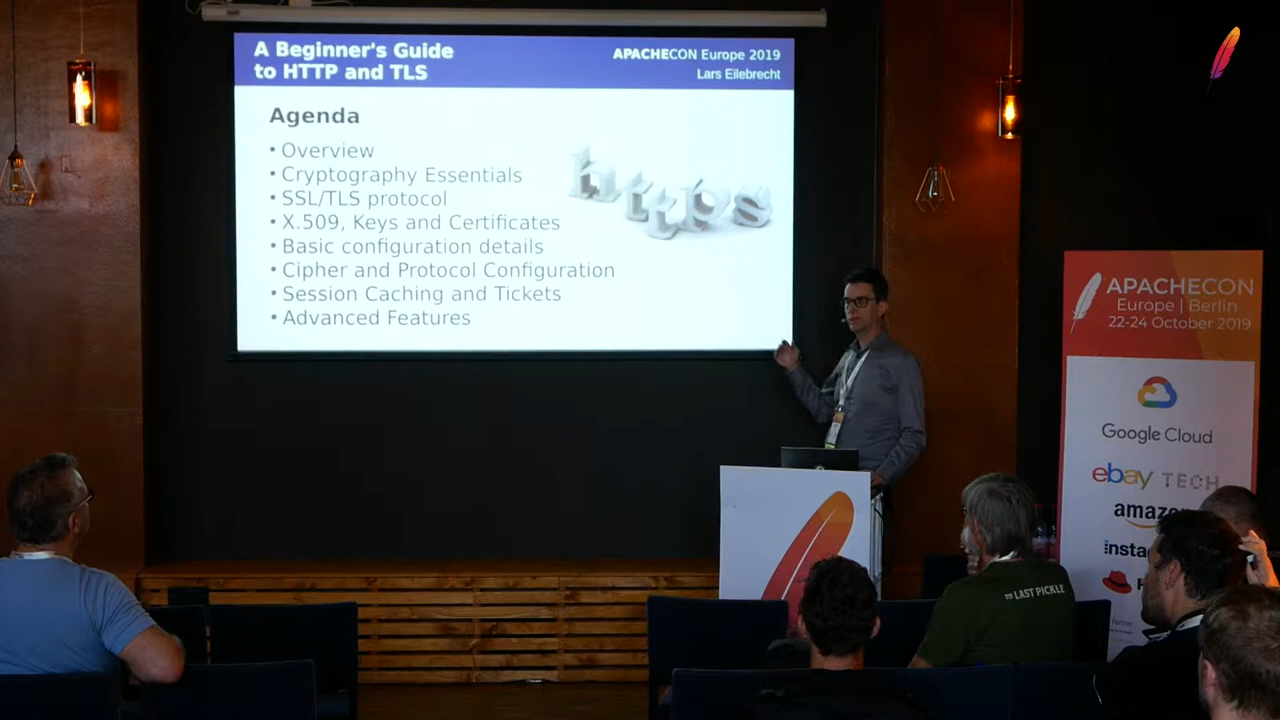 A Beginner's Guide
to HTTP and TLS
APACHECON Europe 2019
Lars Eilebrecht
Agenda
• Overview
• Cryptography Essentials
• SSL/TLS protocol
• X.509, Keys and Certificates
• Basic configuration details
• Cipher and Protocol Configuration
• Session Caching and Tickets
• Advanced Features
https
APACHECON
Europe | Berlin
22-24 October 2019
Google Cloud
ebay TECH
amazon
insta
THE LAST PICKLE